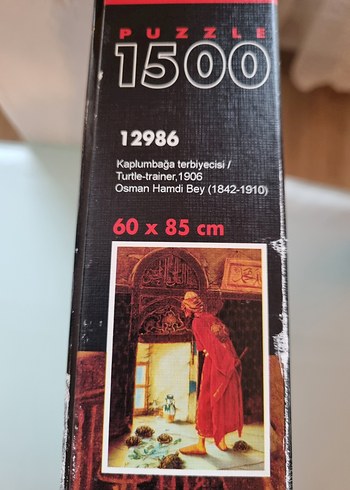 PUZZLE
1500
12986
Kaplumbağa terbiyecisi /
Turtle-trainer,1906
Osman Hamdi Bey (1842-1910)
60 x 85 cm